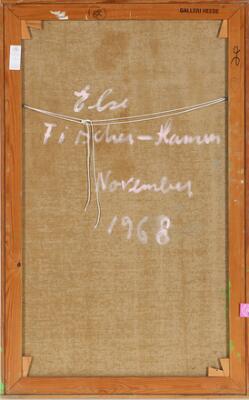 GALLERI HEEDE
Else
Fischer-Hansen
November
1968